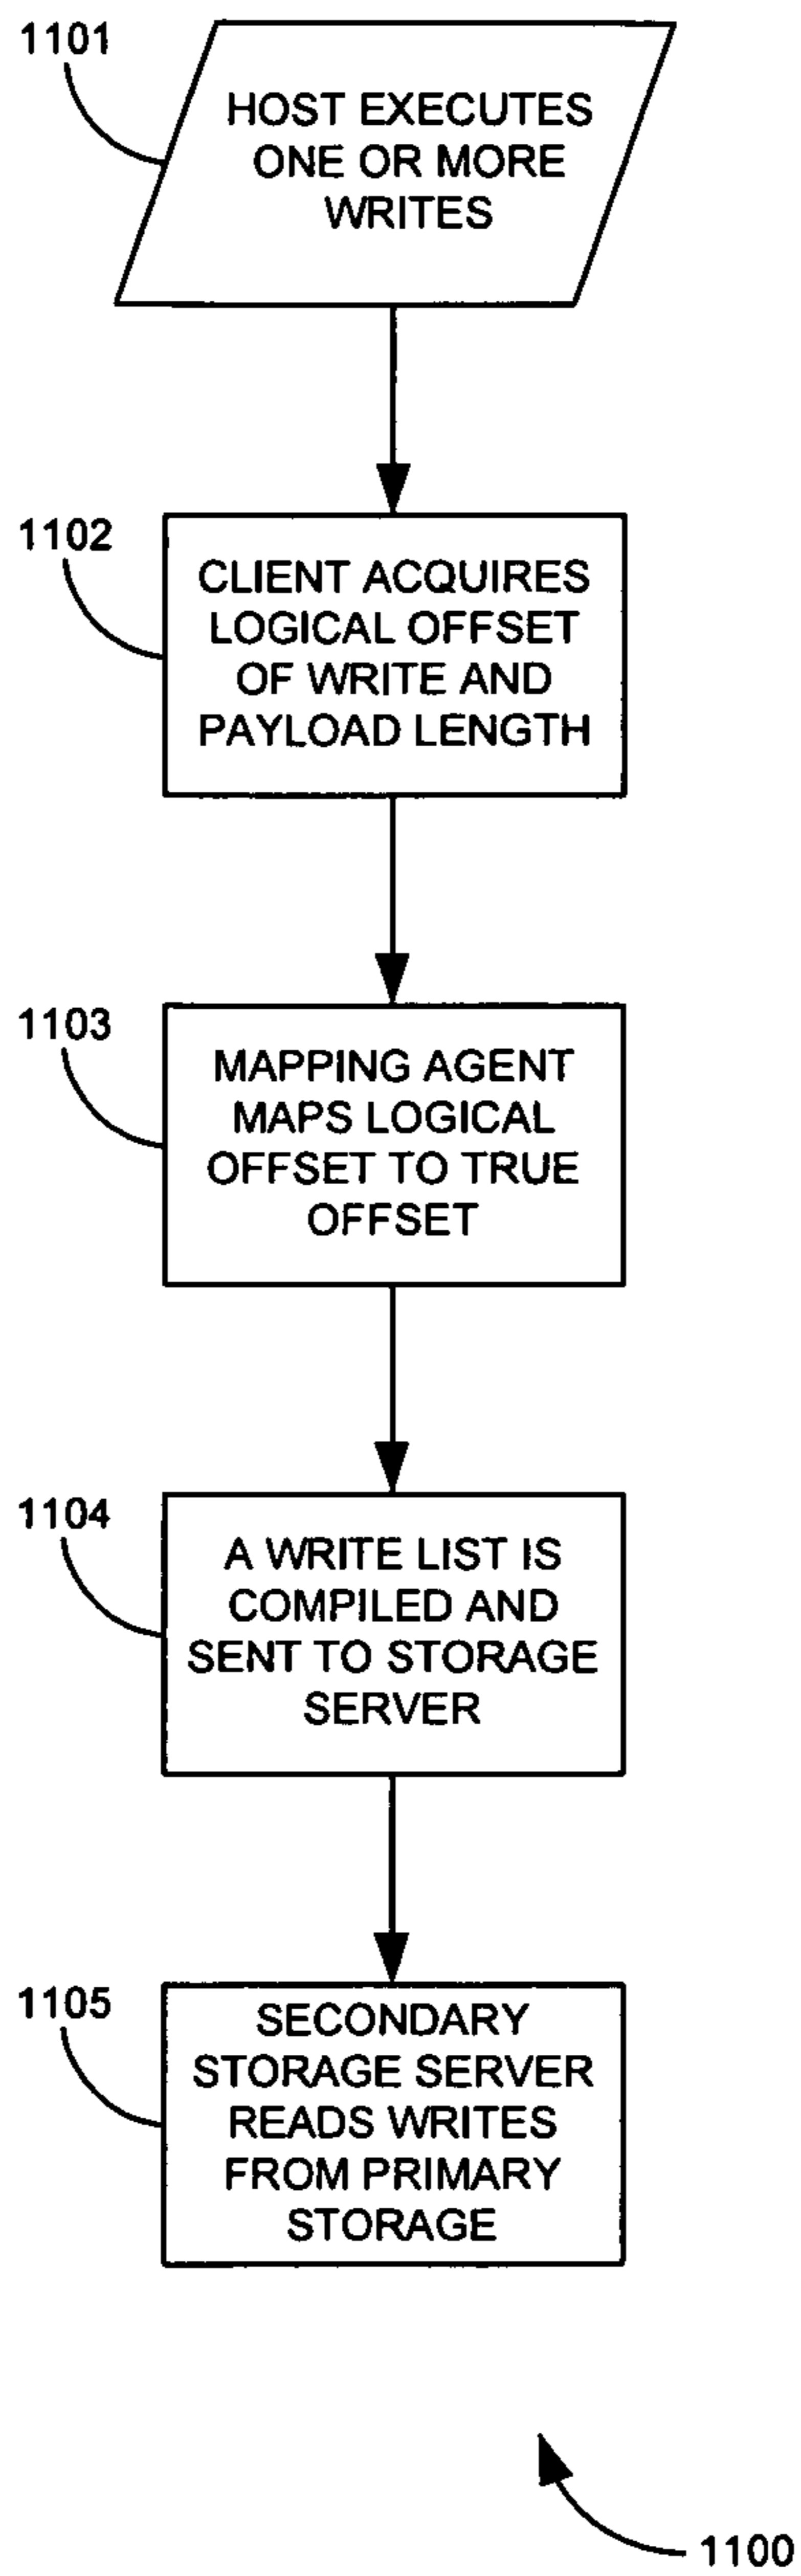 1101
HOST EXECUTES
ONE OR MORE
WRITES
1102
CLIENT ACQUIRES
LOGICAL OFFSET
OF WRITE AND
PAYLOAD LENGTH
1103
MAPPING AGENT
MAPS LOGICAL
OFFSET TO TRUE
OFFSET
1104
A WRITE LIST IS
COMPILED AND
SENT TO STORAGE
SERVER
1105
SECONDARY
STORAGE SERVER
READS WRITES
FROM PRIMARY
STORAGE
1100